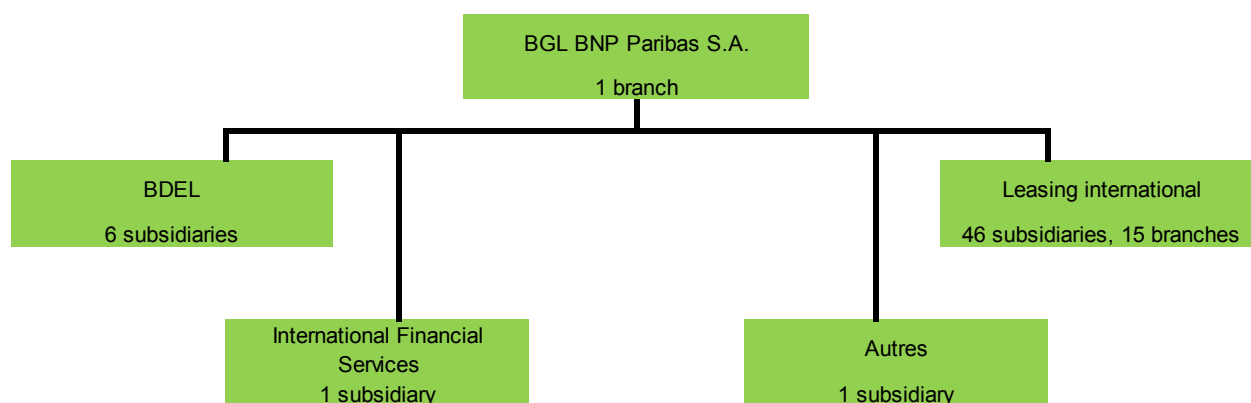 BGL BNP Paribas S.A.
1 branch
BDEL
6 subsidiaries
Leasing international
46 subsidiaries, 15 branches
International Financial
Services
1 subsidiary
Autres
1 subsidiary